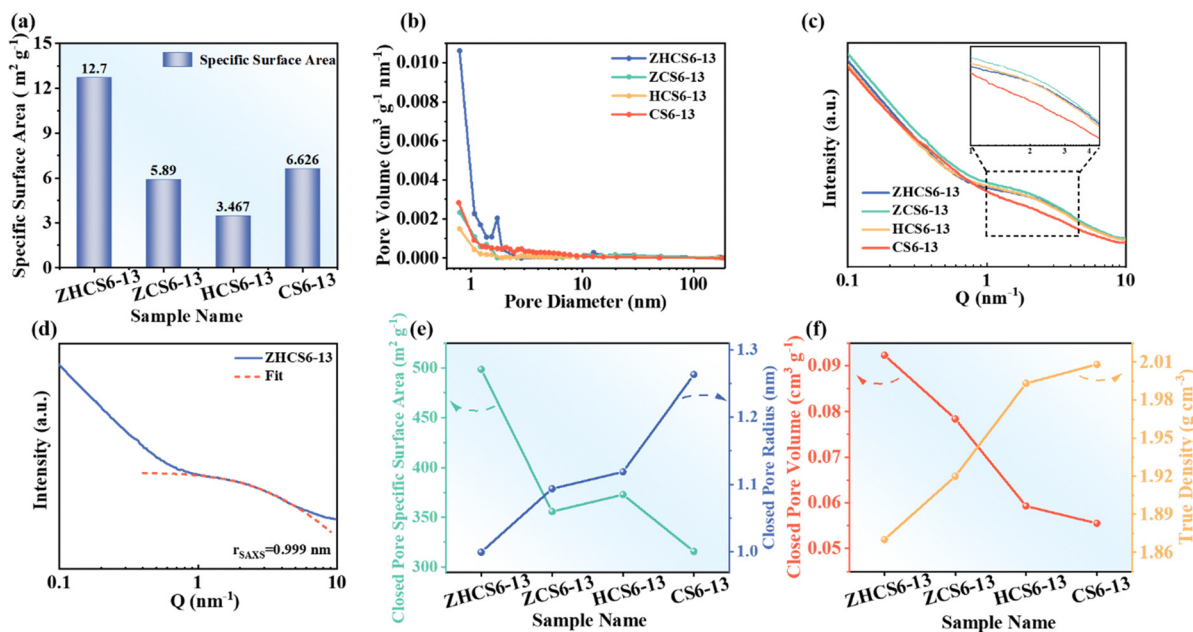 (a)
Specific Surface Area ( m² g⁻¹)
15
12
9
6
3
0
Specific Surface Area
12.7
5.89
3.467
6.626
ZHCS6-13
ZCS6-13
HCS6-13
CS6-13
Sample Name
(b)
Pore Volume (cm³ g⁻¹ nm⁻¹)
0.010
0.008
0.006
0.004
0.002
0.000
ZHCS6-13
ZCS6-13
HCS6-13
CS6-13
1
10
100
Pore Diameter (nm)
(c)
Intensity (a.u.)
1
2
3
4
ZHCS6-13
ZCS6-13
HCS6-13
CS6-13
0.1
1
10
Q (nm⁻¹)
(d)
Intensity (a.u.)
ZHCS6-13
Fit
rSAXS=0.999 nm
0.1
1
10
Q (nm⁻¹)
(e)
Closed Pore Specific Surface Area (m² g⁻¹)
500
450
400
375
350
325
300
1.3
1.2
1.1
1.0
Closed Pore Radius (nm)
ZHCS6-13
ZCS6-13
HCS6-13
CS6-13
Sample Name
(f)
Closed Pore Volume (cm³ g⁻¹)
0.09
0.08
0.07
0.06
0.05
2.01
1.98
1.95
1.92
1.89
1.86
True Density (g cm⁻³)
ZHCS6-13
ZCS6-13
HCS6-13
CS6-13
Sample Name